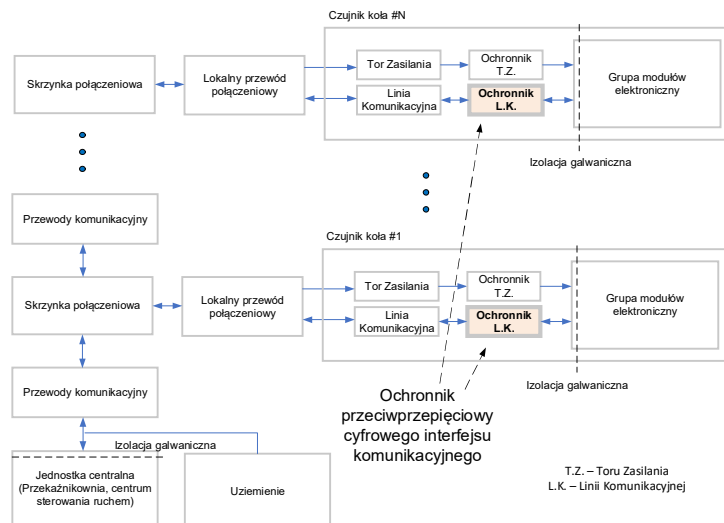 Czujnik koła #N
Skrzynka połączeniowa
Lokalny przewód
połączeniowy
Tor Zasilania
Ochronnik
T.Z.
Linia
Komunikacyjna
Ochronnik
L.K.
Grupa modułów
elektroniczny
Izolacja galwaniczna
Przewody komunikacyjny
Czujnik koła #1
Skrzynka połączeniowa
Lokalny przewód
połączeniowy
Tor Zasilania
Ochronnik
T.Z.
Linia
Komunikacyjna
Ochronnik
L.K.
Grupa modułów
elektroniczny
Izolacja galwaniczna
Przewody komunikacyjny
Ochronnik
przeciwprzepięciowy
cyfrowego interfejsu
komunikacyjnego
Izolacja galwaniczna
Jednostka centralna
(Przekaźnikownia, centrum
sterowania ruchem)
Uziemienie
T.Z. – Toru Zasilania
L.K. – Linii Komunikacyjnej